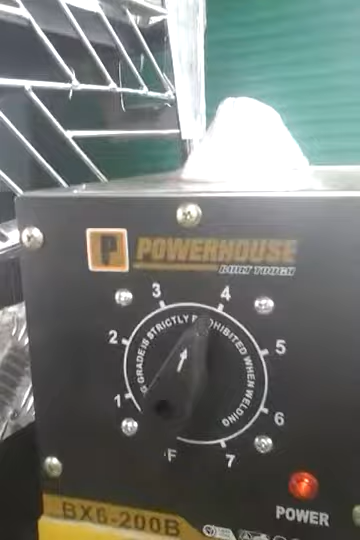 P POWERHOUSE
BUILT TOUGH
3 4
2 5
1 6
7
GRADE IS STRICTLY PROHIBITED WHEN WELDING
POWER
BX6-200B